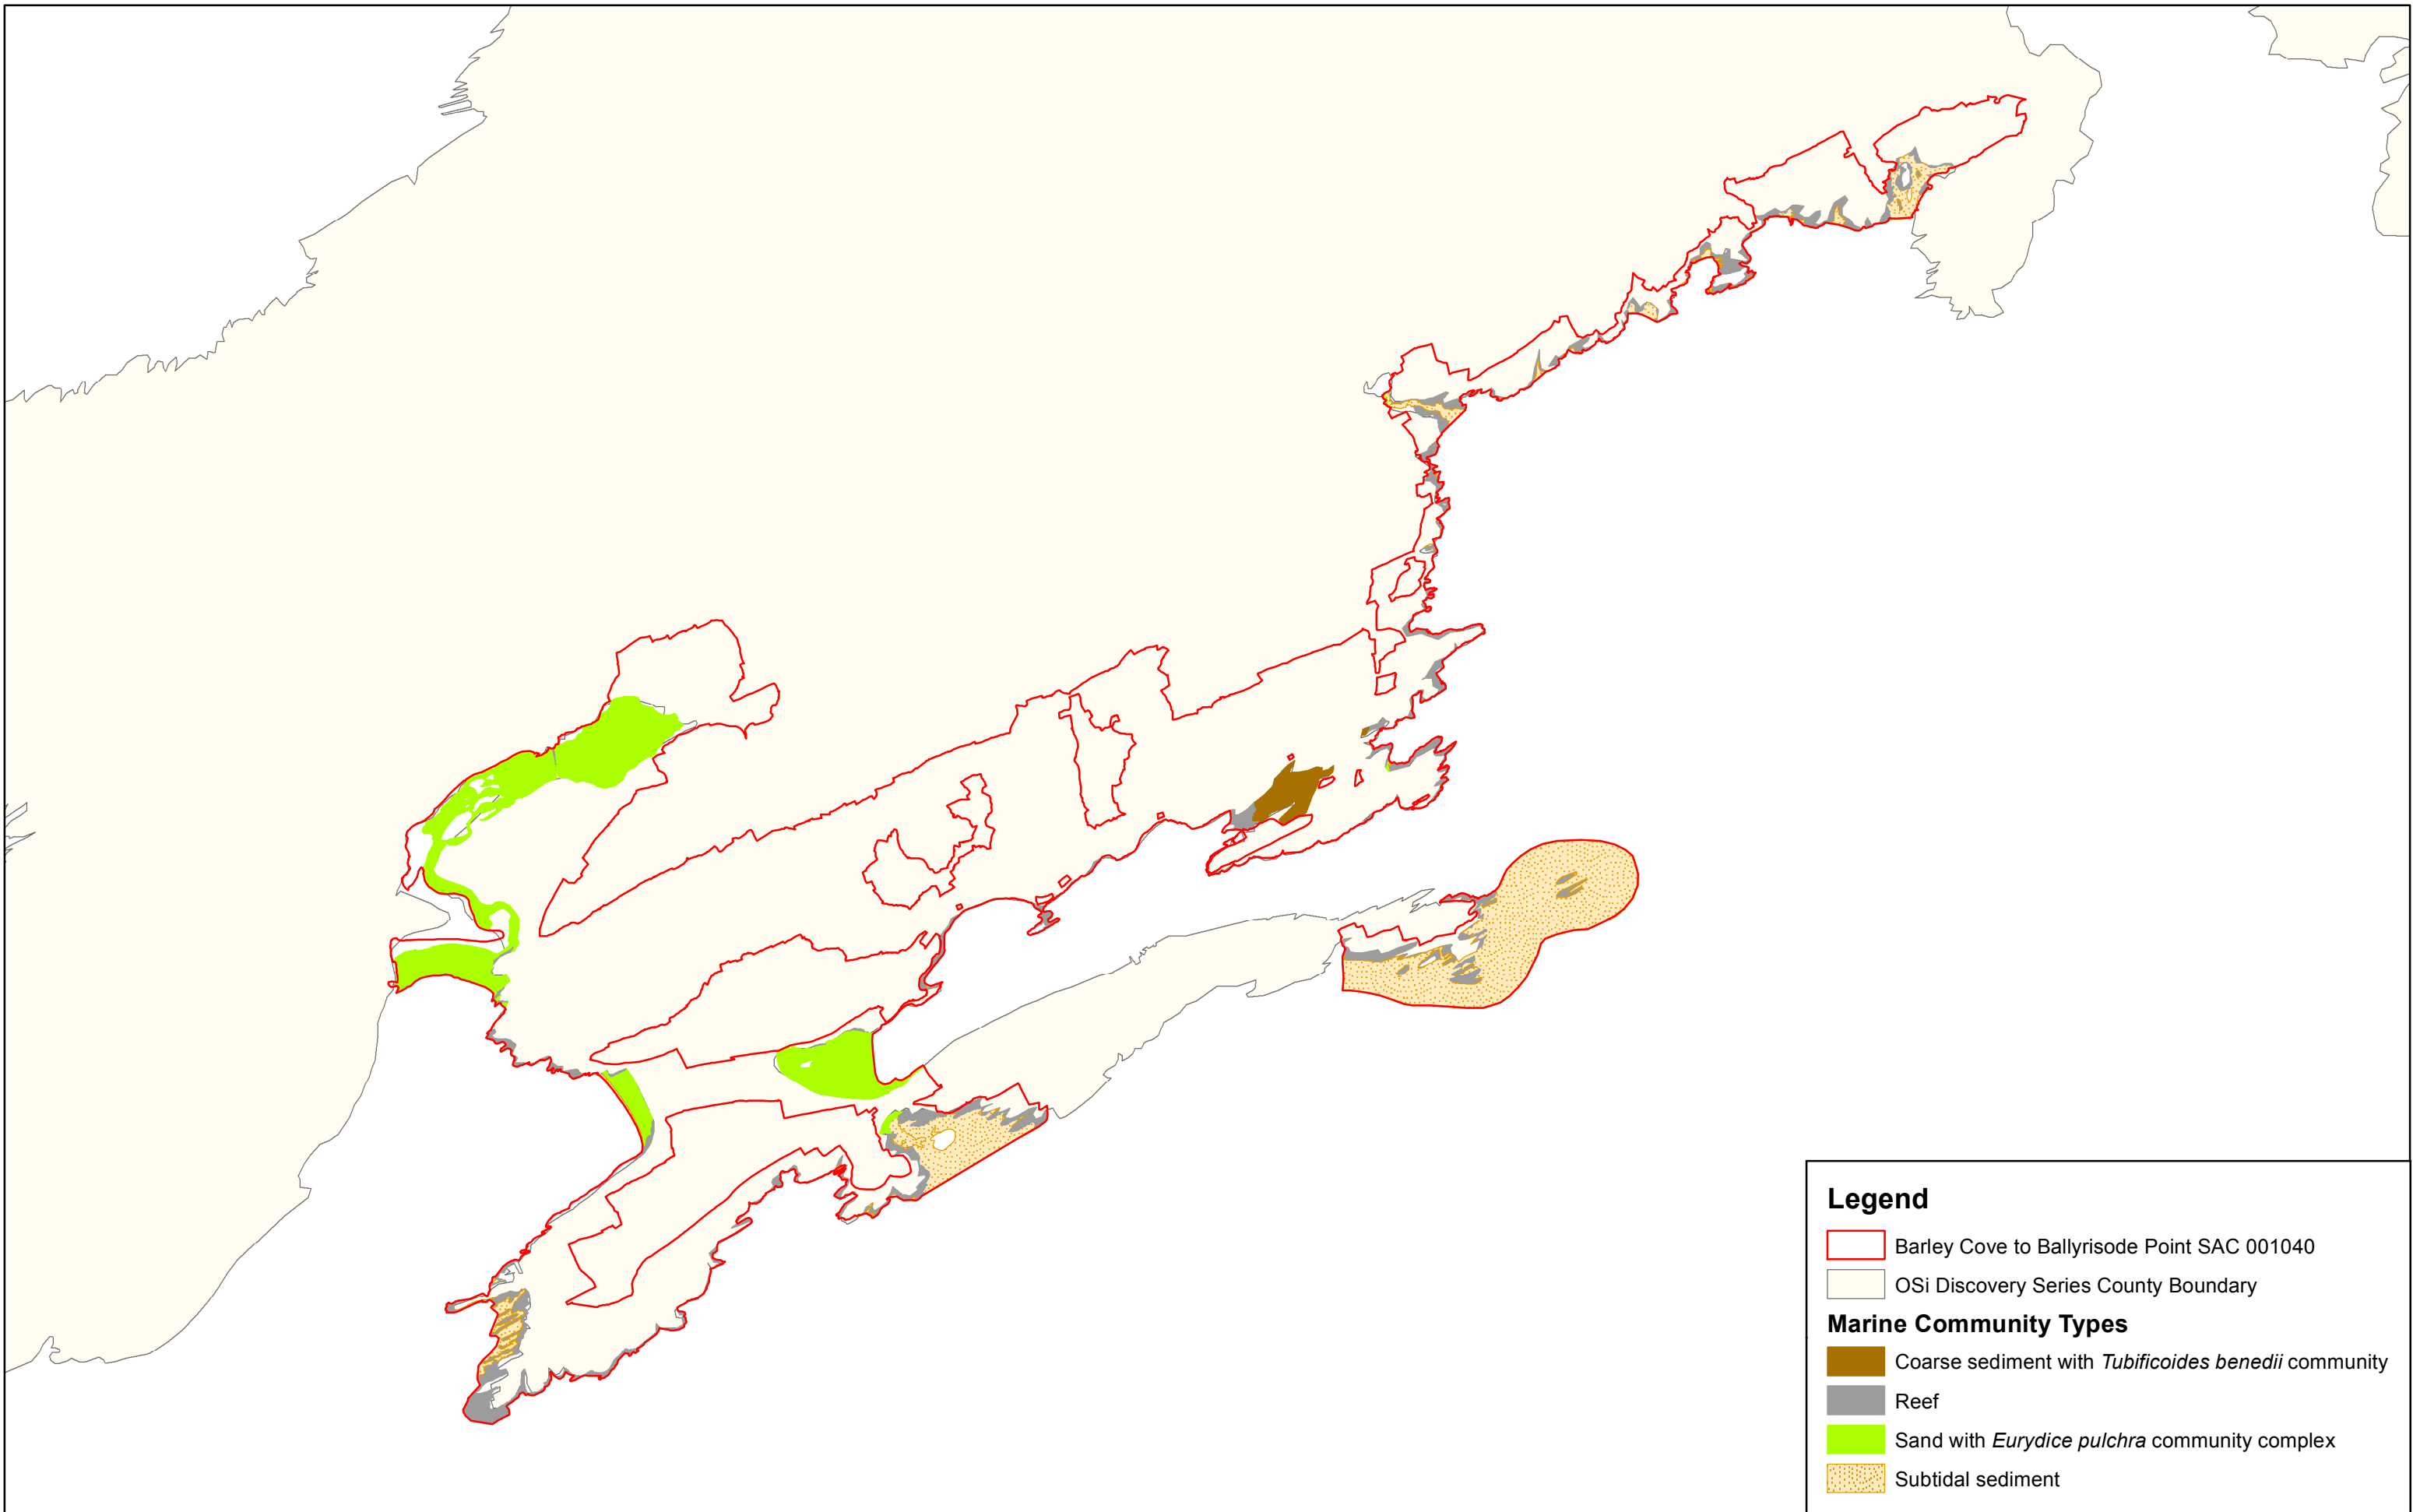 Legend
Barley Cove to Ballyrisode Point SAC 001040
OSi Discovery Series County Boundary
Marine Community Types
Coarse sediment with Tubificoides benedii community
Reef
Sand with Eurydice pulchra community complex
Subtidal sediment